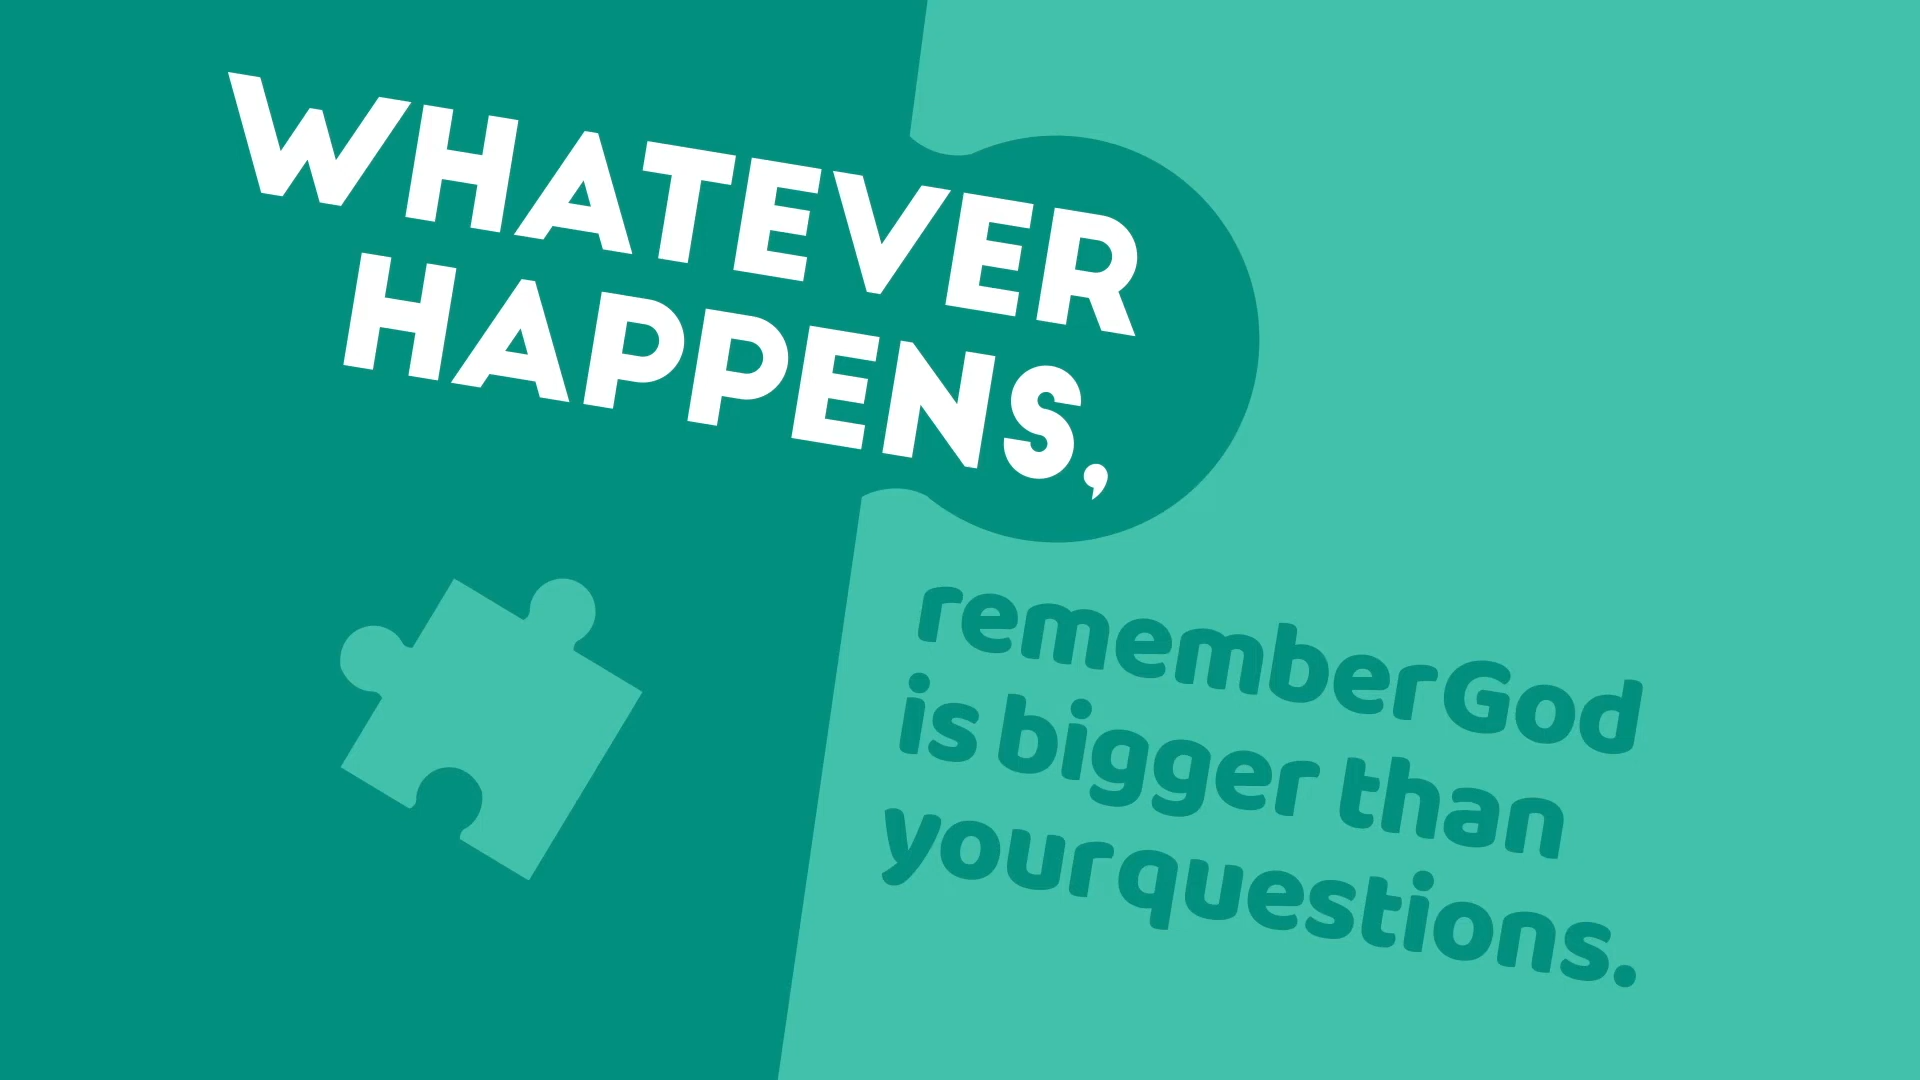 WHATEVER
HAPPENS,
remember God
is bigger than
your questions.